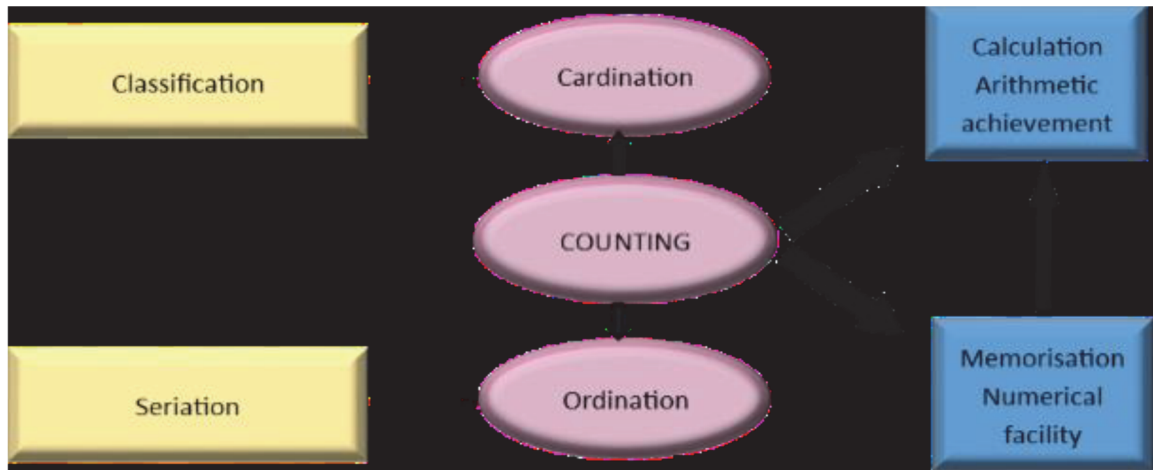 Classification
Cardination
Calculation
Arithmetic
achievement
COUNTING
Seriation
Ordination
Memorisation
Numerical
facility